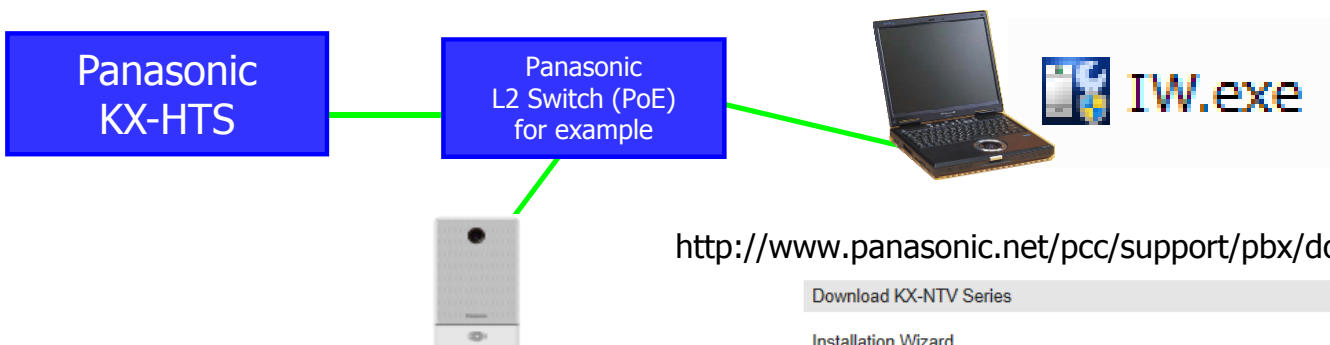 Panasonic
KX-HTS
Panasonic
L2 Switch (PoE)
for example
IW.exe
http://www.panasonic.net/pcc/support/pbx/do
Download KX-NTV Series
Installation Wizard